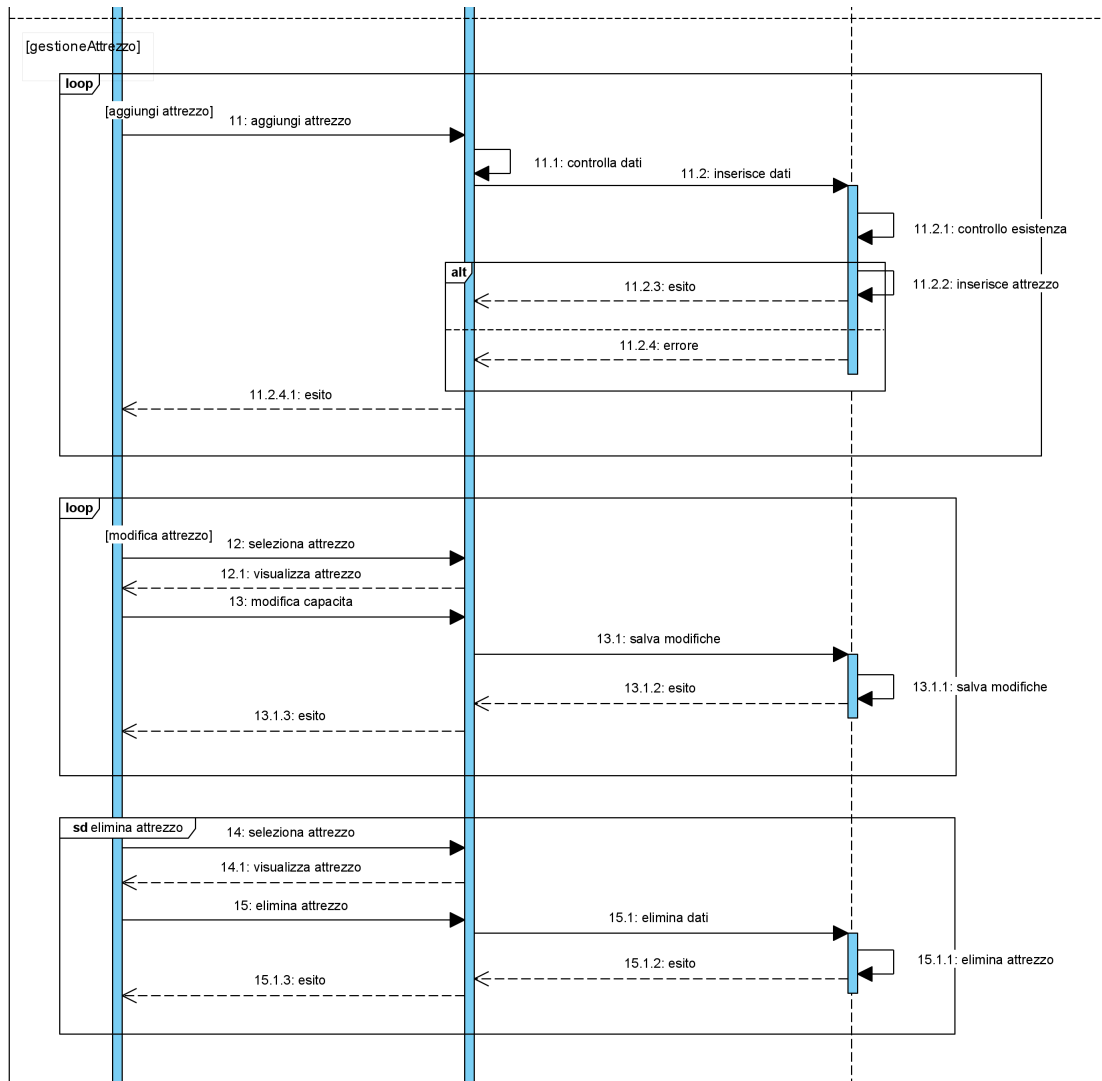 [gestioneAttrezzo]
loop
[aggiungi attrezzo]
11: aggiungi attrezzo
11.1: controlla dati
11.2: inserisce dati
11.2.1: controllo esistenza
alt
11.2.2: inserisce attrezzo
11.2.3: esito
11.2.4: errore
11.2.4.1: esito
loop
[modifica attrezzo]
12: seleziona attrezzo
12.1: visualizza attrezzo
13: modifica capacita
13.1: salva modifiche
13.1.1: salva modifiche
13.1.2: esito
13.1.3: esito
sd elimina attrezzo
14: seleziona attrezzo
14.1: visualizza attrezzo
15: elimina attrezzo
15.1: elimina dati
15.1.1: elimina attrezzo
15.1.2: esito
15.1.3: esito